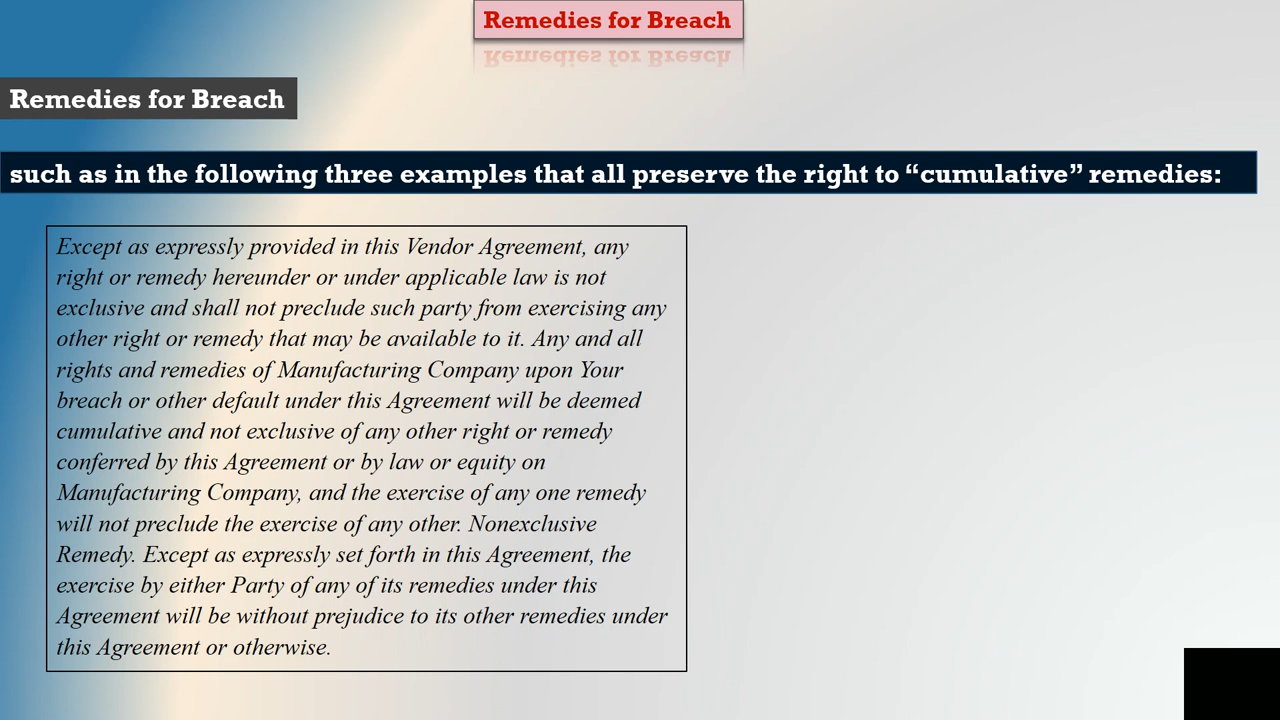 Remedies for Breach
Remedies for Breach
such as in the following three examples that all preserve the right to “cumulative” remedies:
Except as expressly provided in this Vendor Agreement, any
right or remedy hereunder or under applicable law is not
exclusive and shall not preclude such party from exercising any
other right or remedy that may be available to it. Any and all
rights and remedies of Manufacturing Company upon Your
breach or other default under this Agreement will be deemed
cumulative and not exclusive of any other right or remedy
conferred by this Agreement or by law or equity on
Manufacturing Company, and the exercise of any one remedy
will not preclude the exercise of any other. Nonexclusive
Remedy. Except as expressly set forth in this Agreement, the
exercise by either Party of any of its remedies under this
Agreement will be without prejudice to its other remedies under
this Agreement or otherwise.